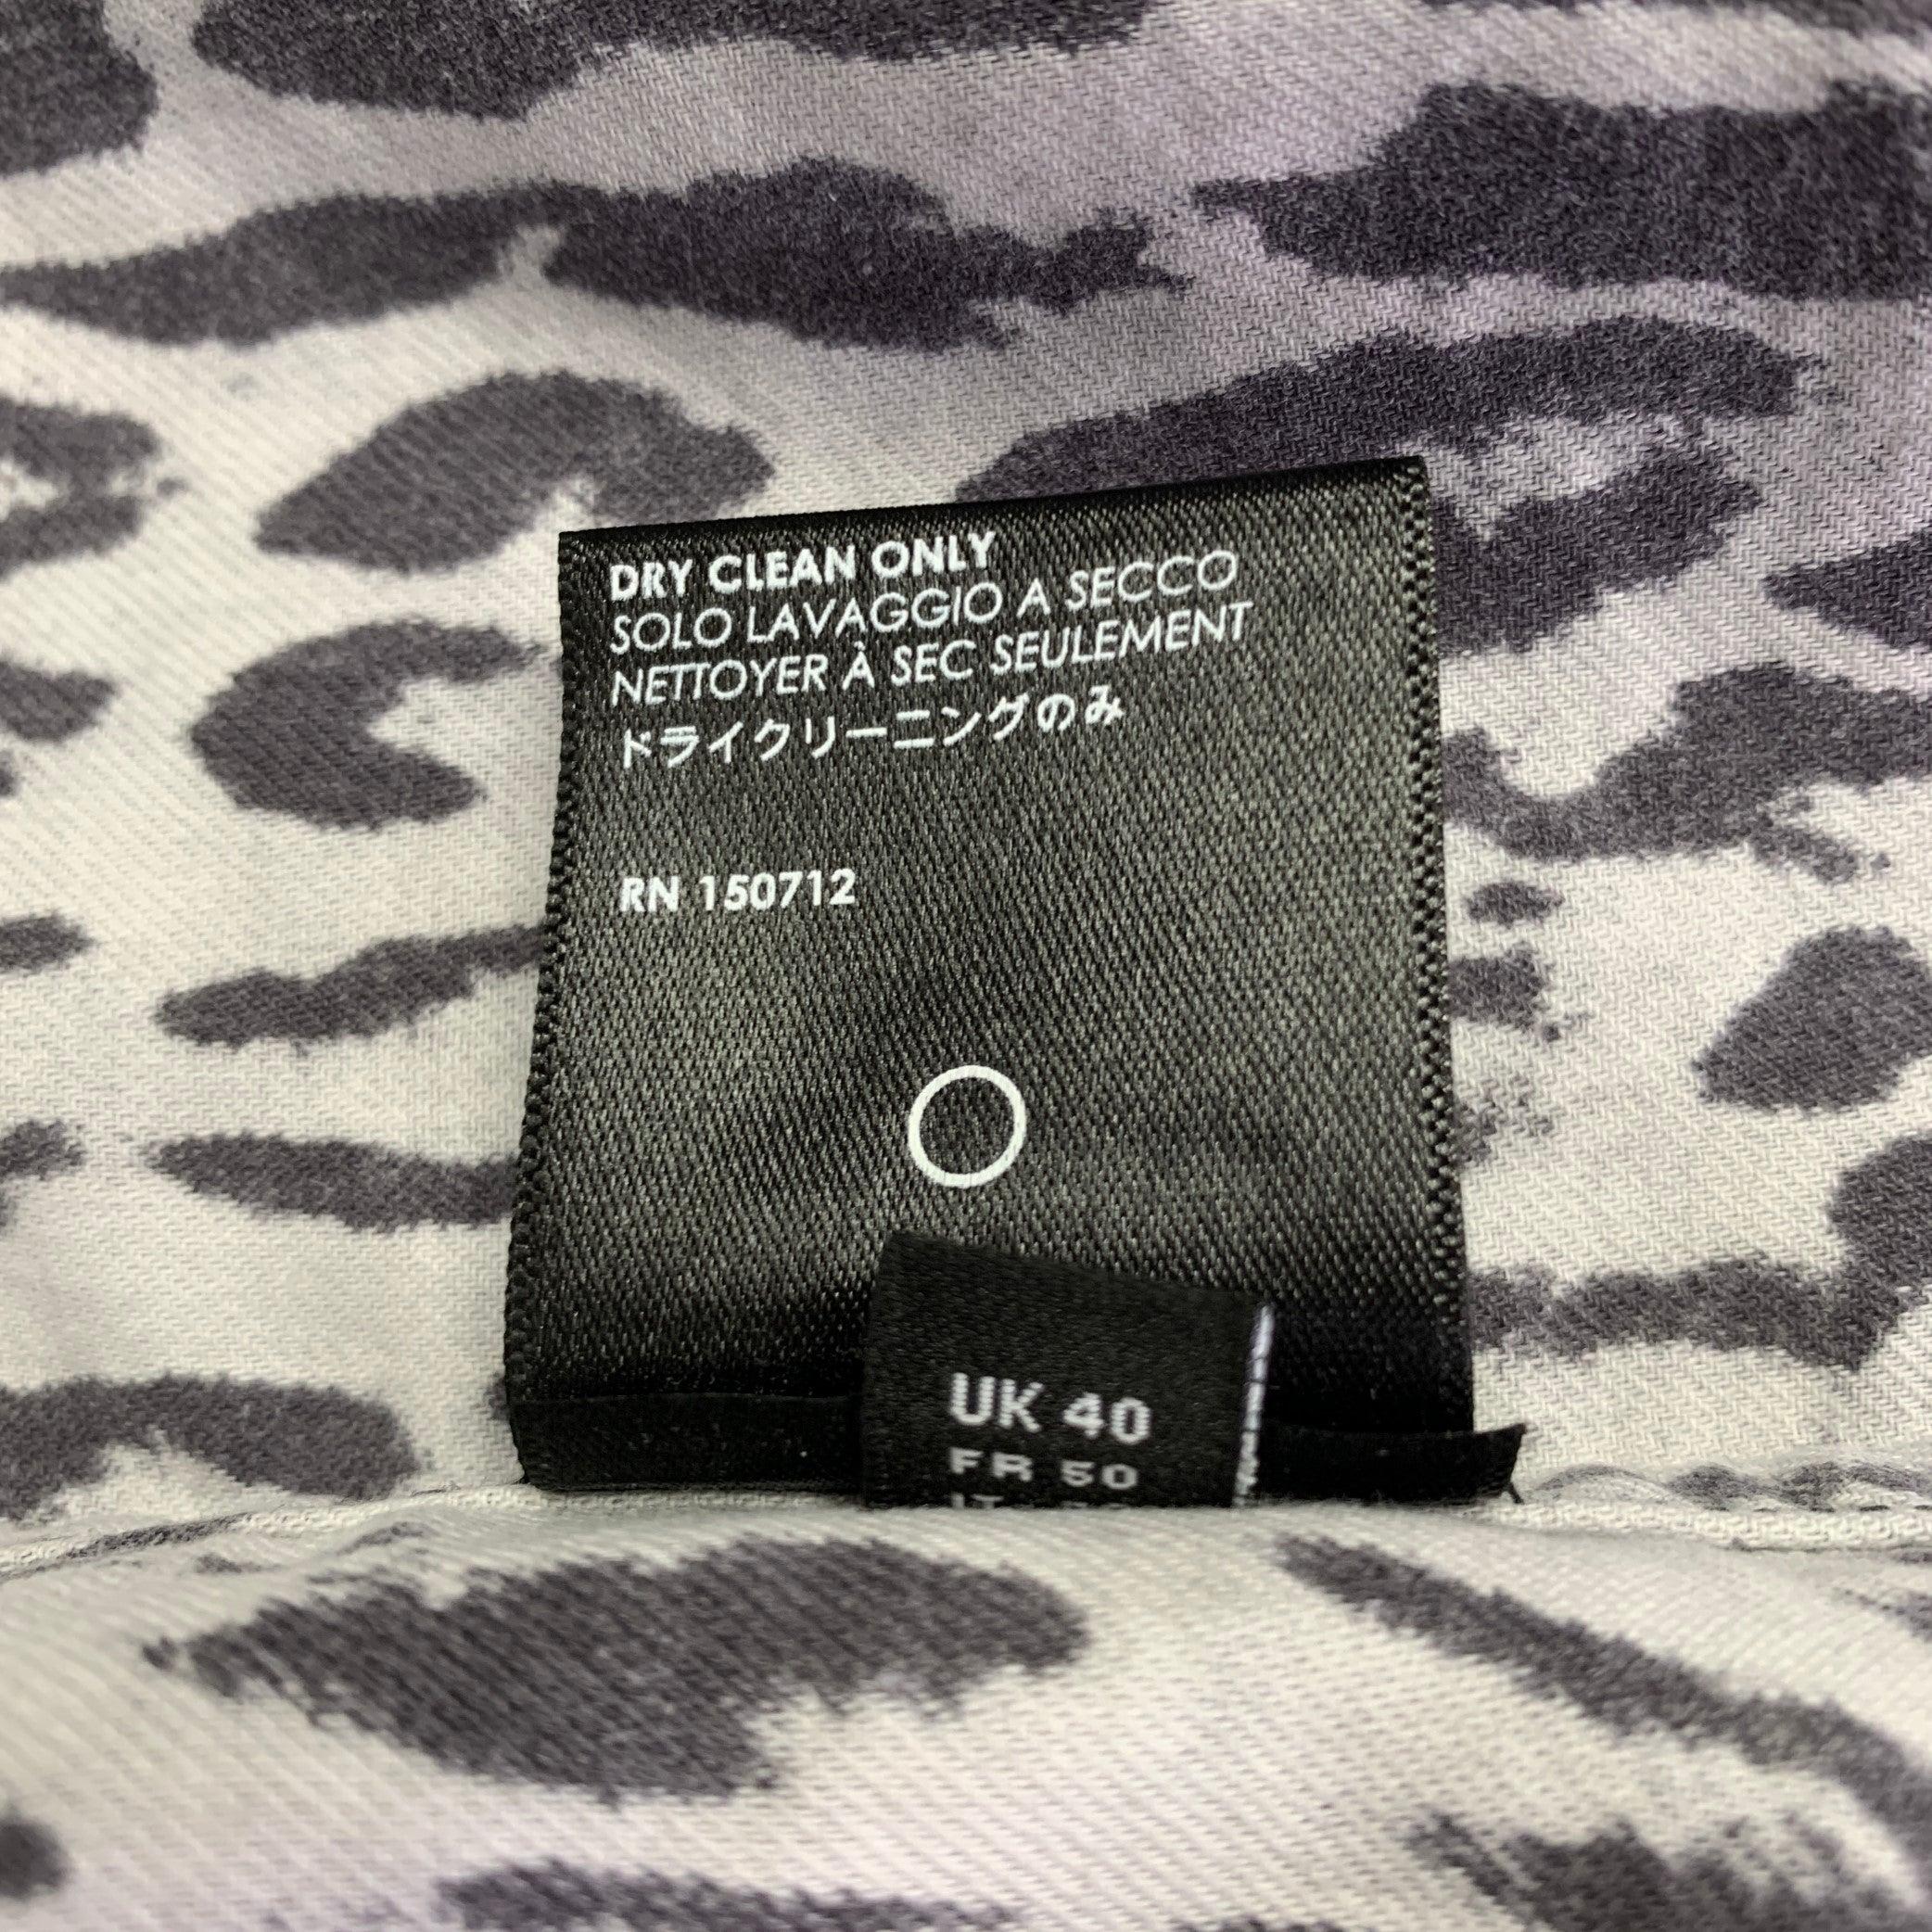 DRY CLEAN ONLY
SOLO LAVAGGIO A SECCO
NETTOYER À SEC SEULEMENT
ドライクリーニングのみ
RN 150712
UK 40
FR 50